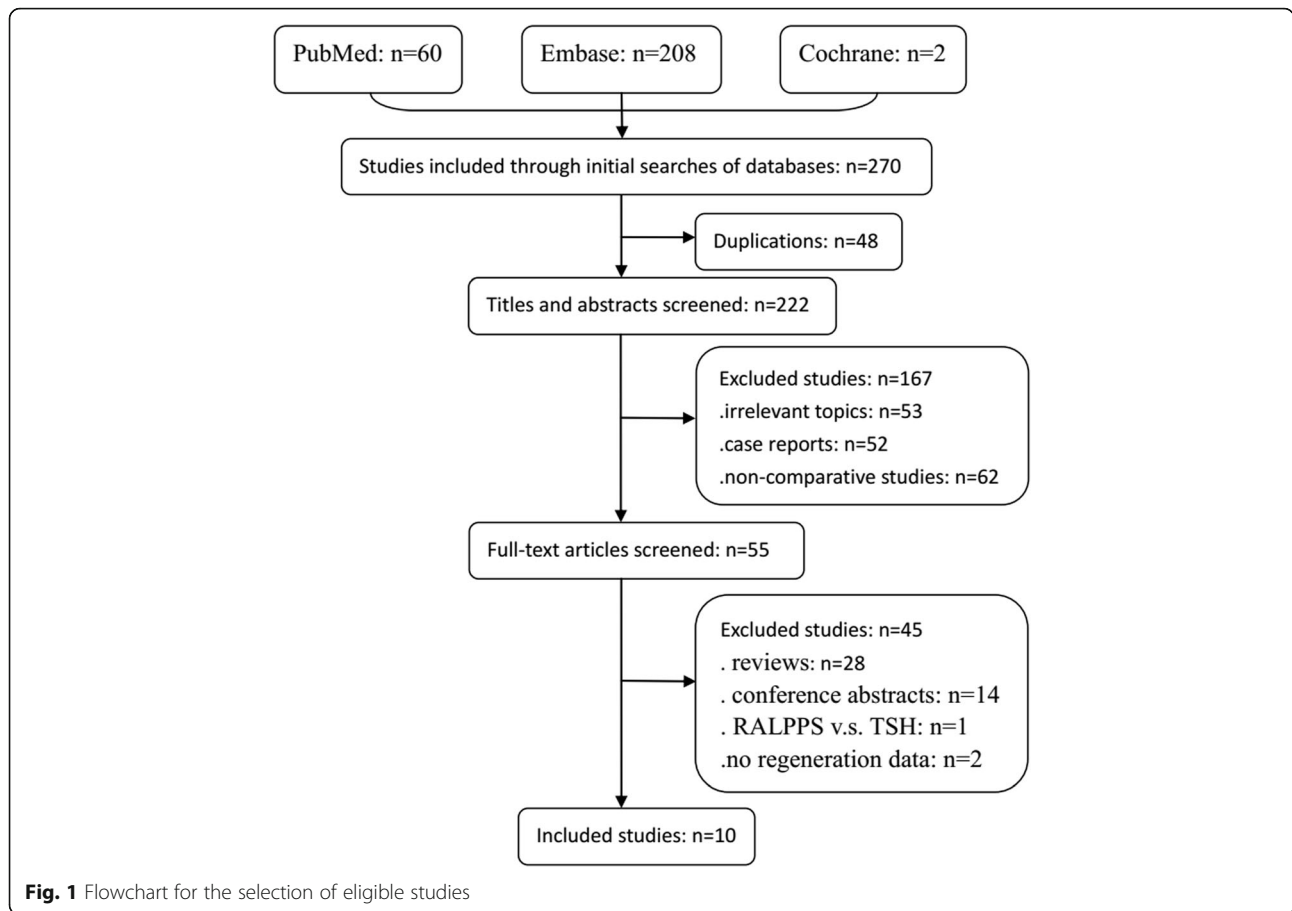 PubMed: n=60
Embase: n=208
Cochrane: n=2
Studies included through initial searches of databases: n=270
Duplications: n=48
Titles and abstracts screened: n=222
Excluded studies: n=167
.irrelevant topics: n=53
.case reports: n=52
.non-comparative studies: n=62
Full-text articles screened: n=55
Excluded studies: n=45
. reviews: n=28
. conference abstracts: n=14
. RALPPS v.s. TSH: n=1
.no regeneration data: n=2
Included studies: n=10
Fig. 1 Flowchart for the selection of eligible studies